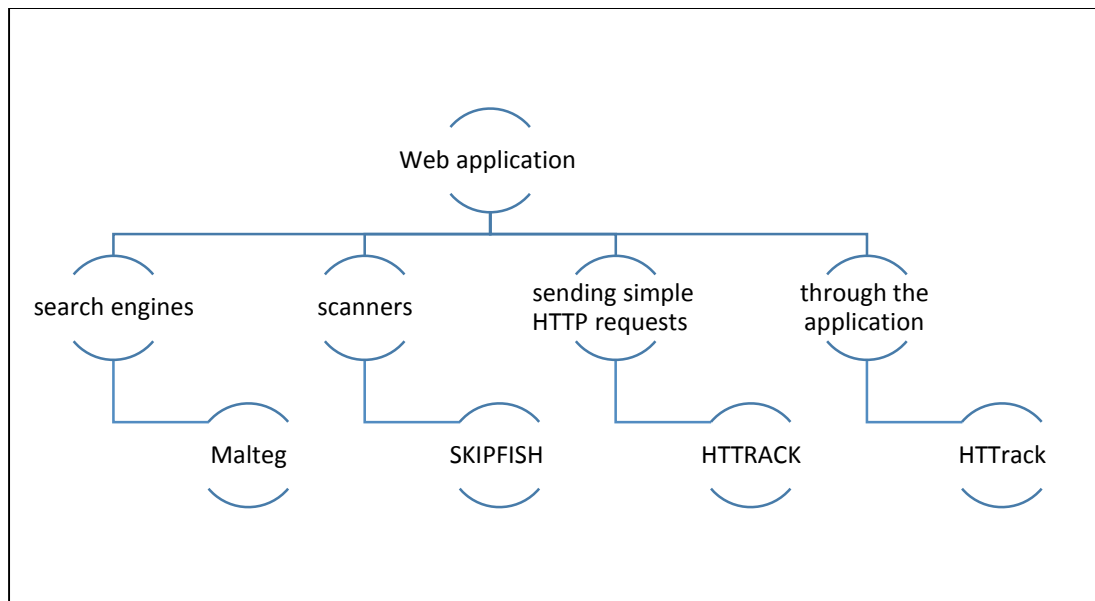 Web application
search engines
scanners
sending simple
HTTP requests
through the
application
Malteg
SKIPFISH
HTTRACK
HTTrack